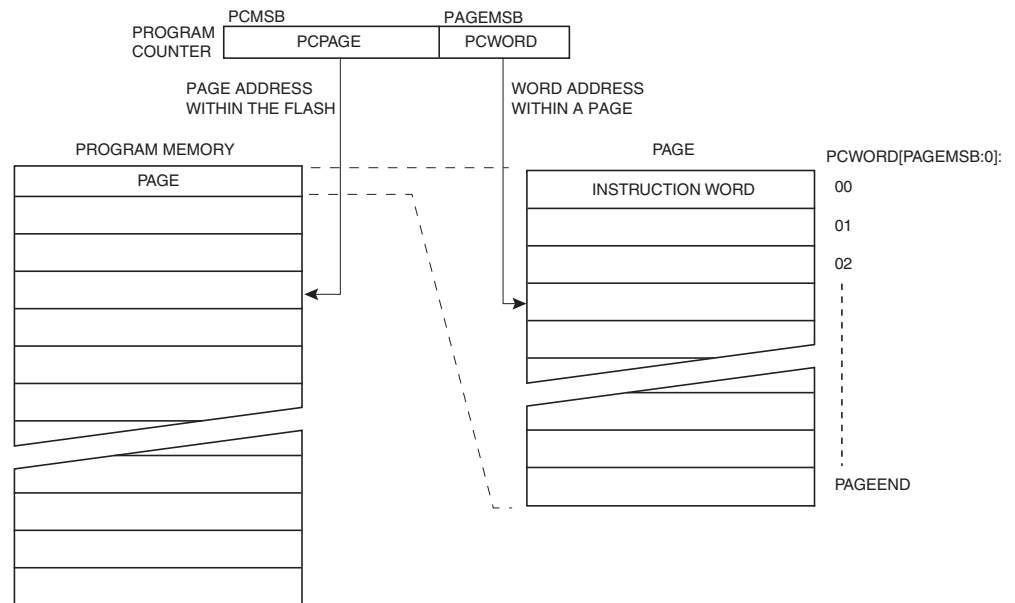 PCMSB PAGEMSB
PROGRAM
COUNTER
PCPAGE PCWORD
PAGE ADDRESS
WITHIN THE FLASH
WORD ADDRESS
WITHIN A PAGE
PROGRAM MEMORY
PAGE
PAGE
INSTRUCTION WORD
PCWORD[PAGEMSB:0]:
00
01
02
PAGEEND